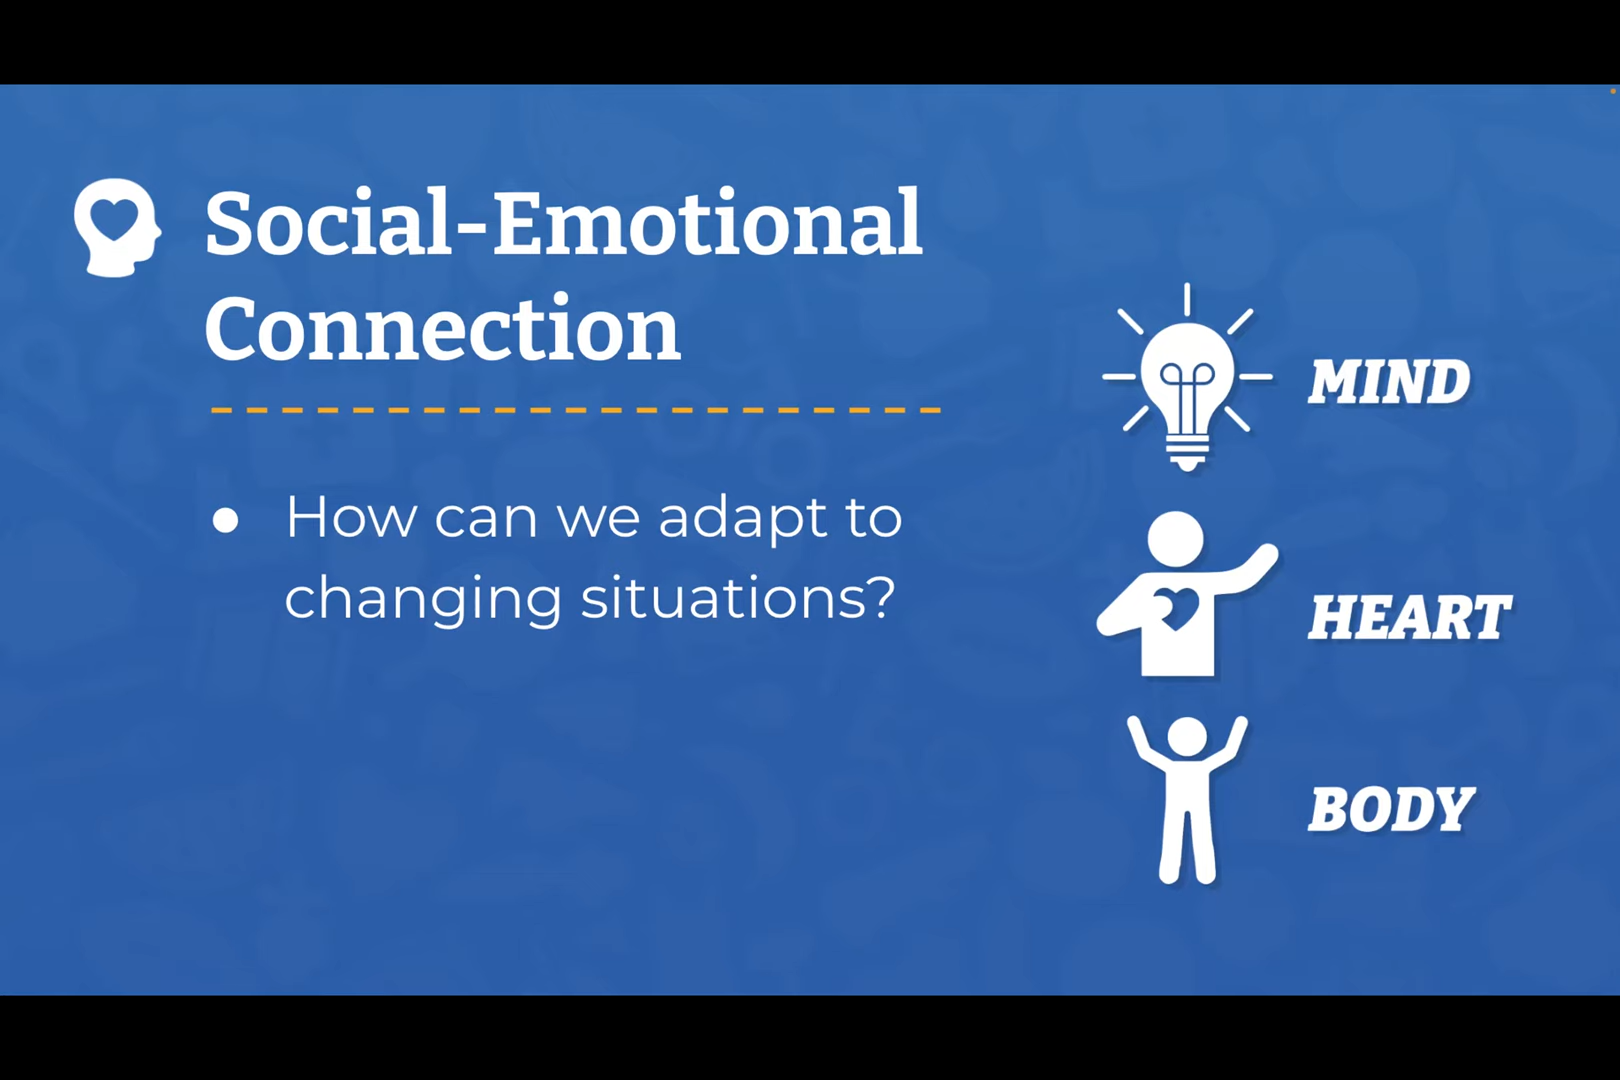 Social-Emotional
Connection
● How can we adapt to
changing situations?
MIND
HEART
BODY